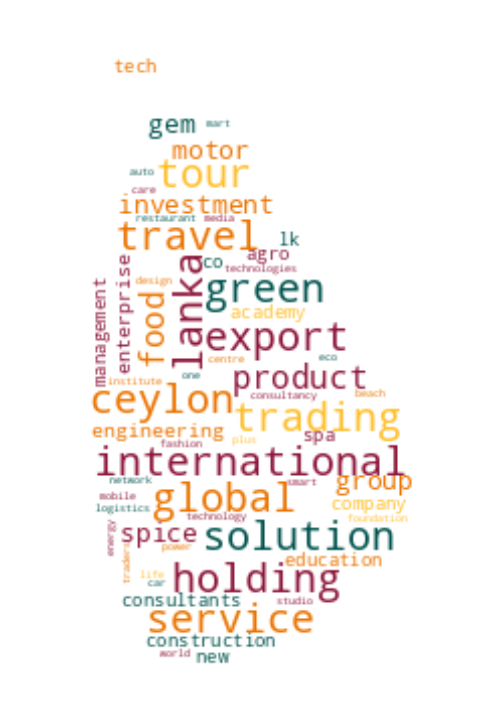 tech
gem mart
motor
auto tour
care
investment
restaurant media
travel lk
lanka co agro
technologies
enterprise
management
design
green
food
academy
export
centre eco
one product
institute
consultancy beach
ceylon
trading
engineering
plus spa
fashion
international
network smart group
mobile
global company
logistics
technology foundation
energy spice solution
traders power
education
life
car holding
consultants studio
service
construction
world new